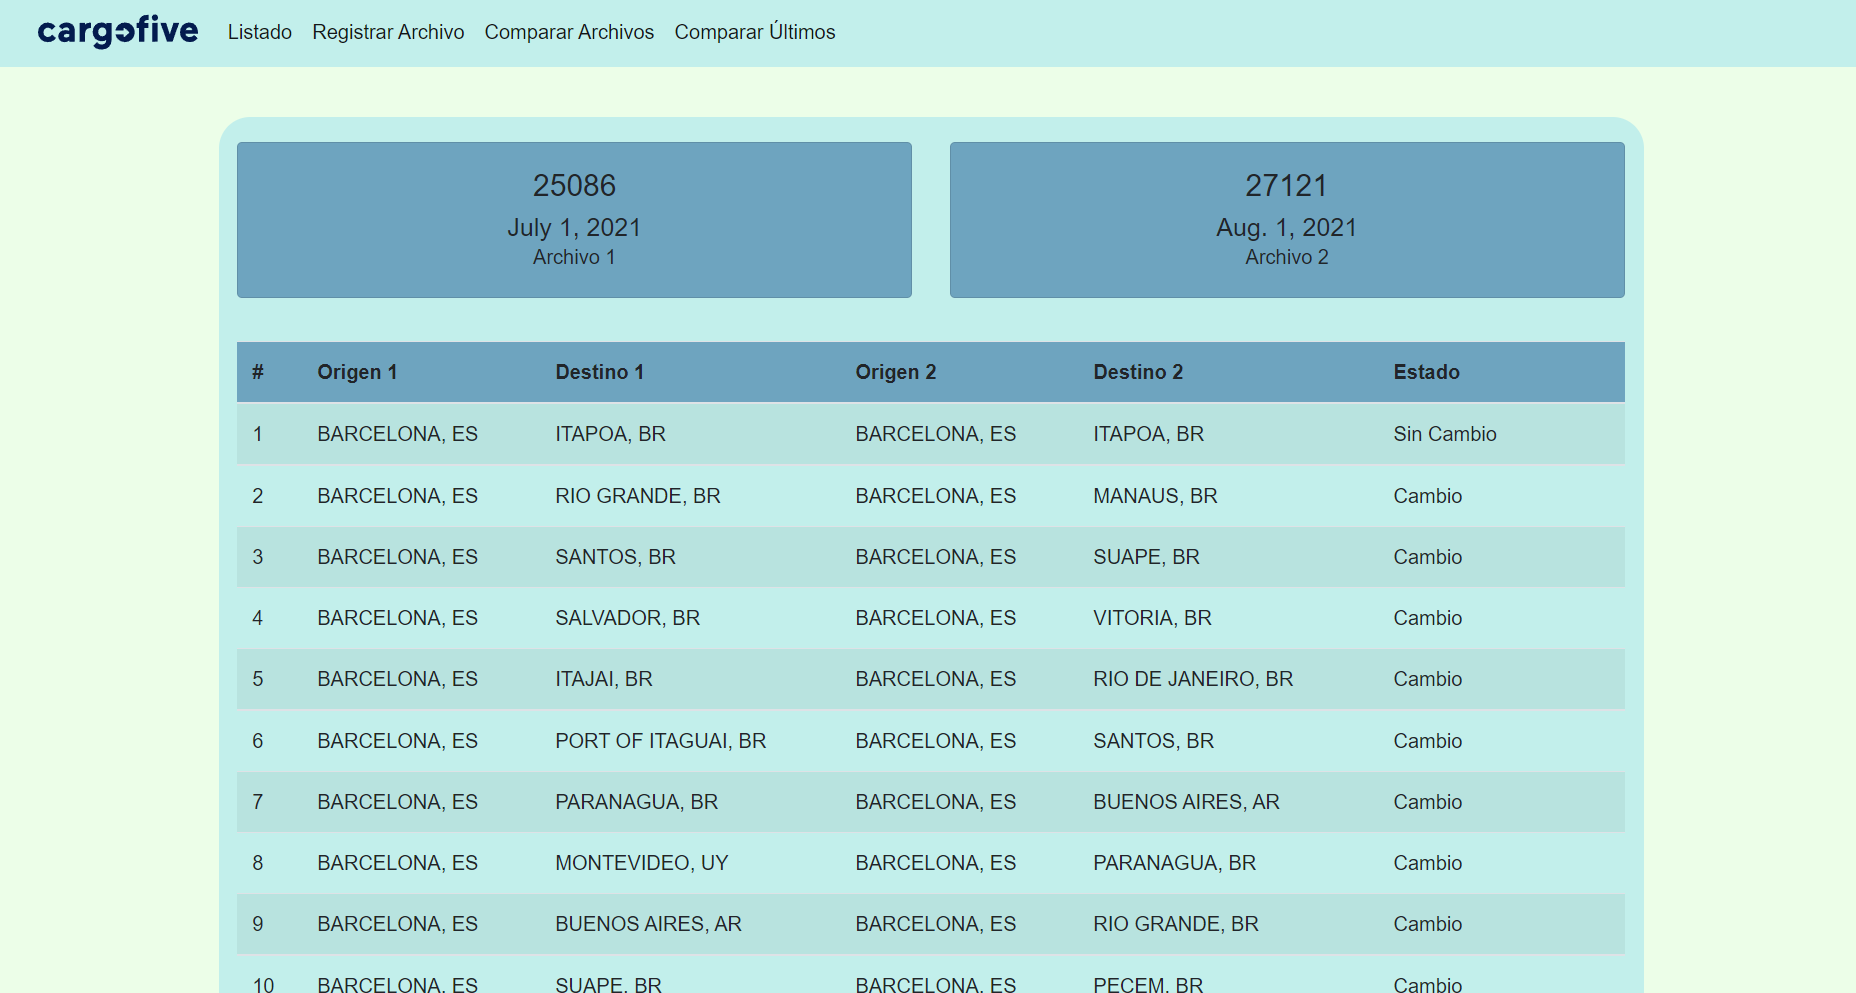 cargofive Listado Registrar Archivo Comparar Archivos Comparar Últimos
25086
July 1, 2021
Archivo 1
27121
Aug. 1, 2021
Archivo 2
# Origen 1 Destino 1 Origen 2 Destino 2 Estado
1 BARCELONA, ES ITAPOA, BR BARCELONA, ES ITAPOA, BR Sin Cambio
2 BARCELONA, ES RIO GRANDE, BR BARCELONA, ES MANAUS, BR Cambio
3 BARCELONA, ES SANTOS, BR BARCELONA, ES SUAPE, BR Cambio
4 BARCELONA, ES SALVADOR, BR BARCELONA, ES VITORIA, BR Cambio
5 BARCELONA, ES ITAJAI, BR BARCELONA, ES RIO DE JANEIRO, BR Cambio
6 BARCELONA, ES PORT OF ITAGUAI, BR BARCELONA, ES SANTOS, BR Cambio
7 BARCELONA, ES PARANAGUA, BR BARCELONA, ES BUENOS AIRES, AR Cambio
8 BARCELONA, ES MONTEVIDEO, UY BARCELONA, ES PARANAGUA, BR Cambio
9 BARCELONA, ES BUENOS AIRES, AR BARCELONA, ES RIO GRANDE, BR Cambio
10 BARCELONA, ES SUAPE, BR BARCELONA, ES PECEM, BR Cambio